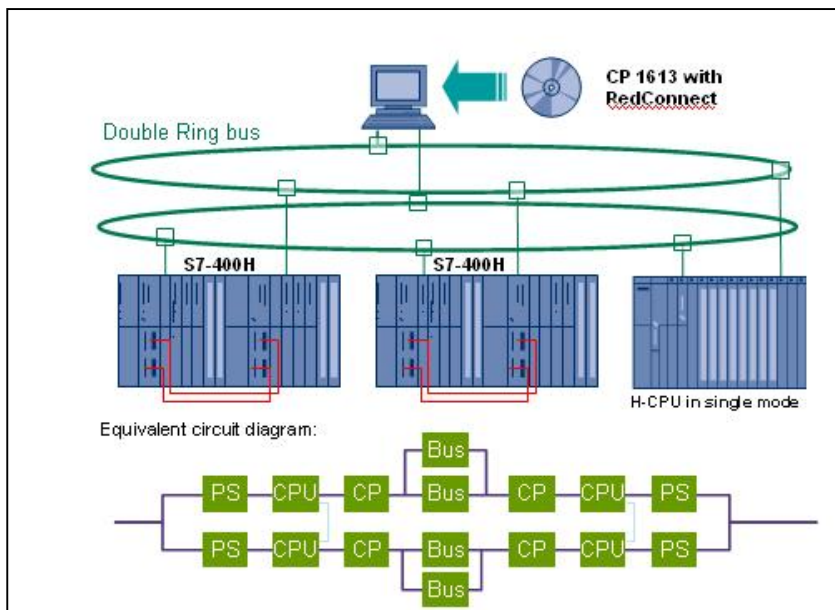 CP 1613 with
RedConnect
Double Ring bus
S7-400H
S7-400H
H-CPU in single mode
Equivalent circuit diagram:
Bus
PS CPU CP Bus CP CPU PS
PS CPU CP Bus CP CPU PS
Bus